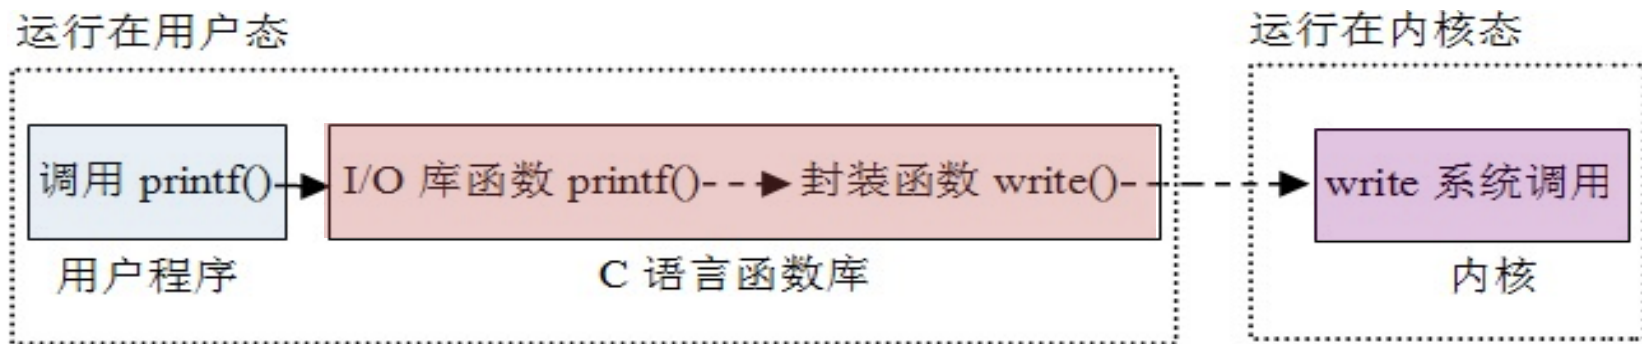 运行在用户态
运行在内核态
调用 printf()
I/O 库函数 printf()
封装函数 write()
write 系统调用
用户程序
C 语言函数库
内核